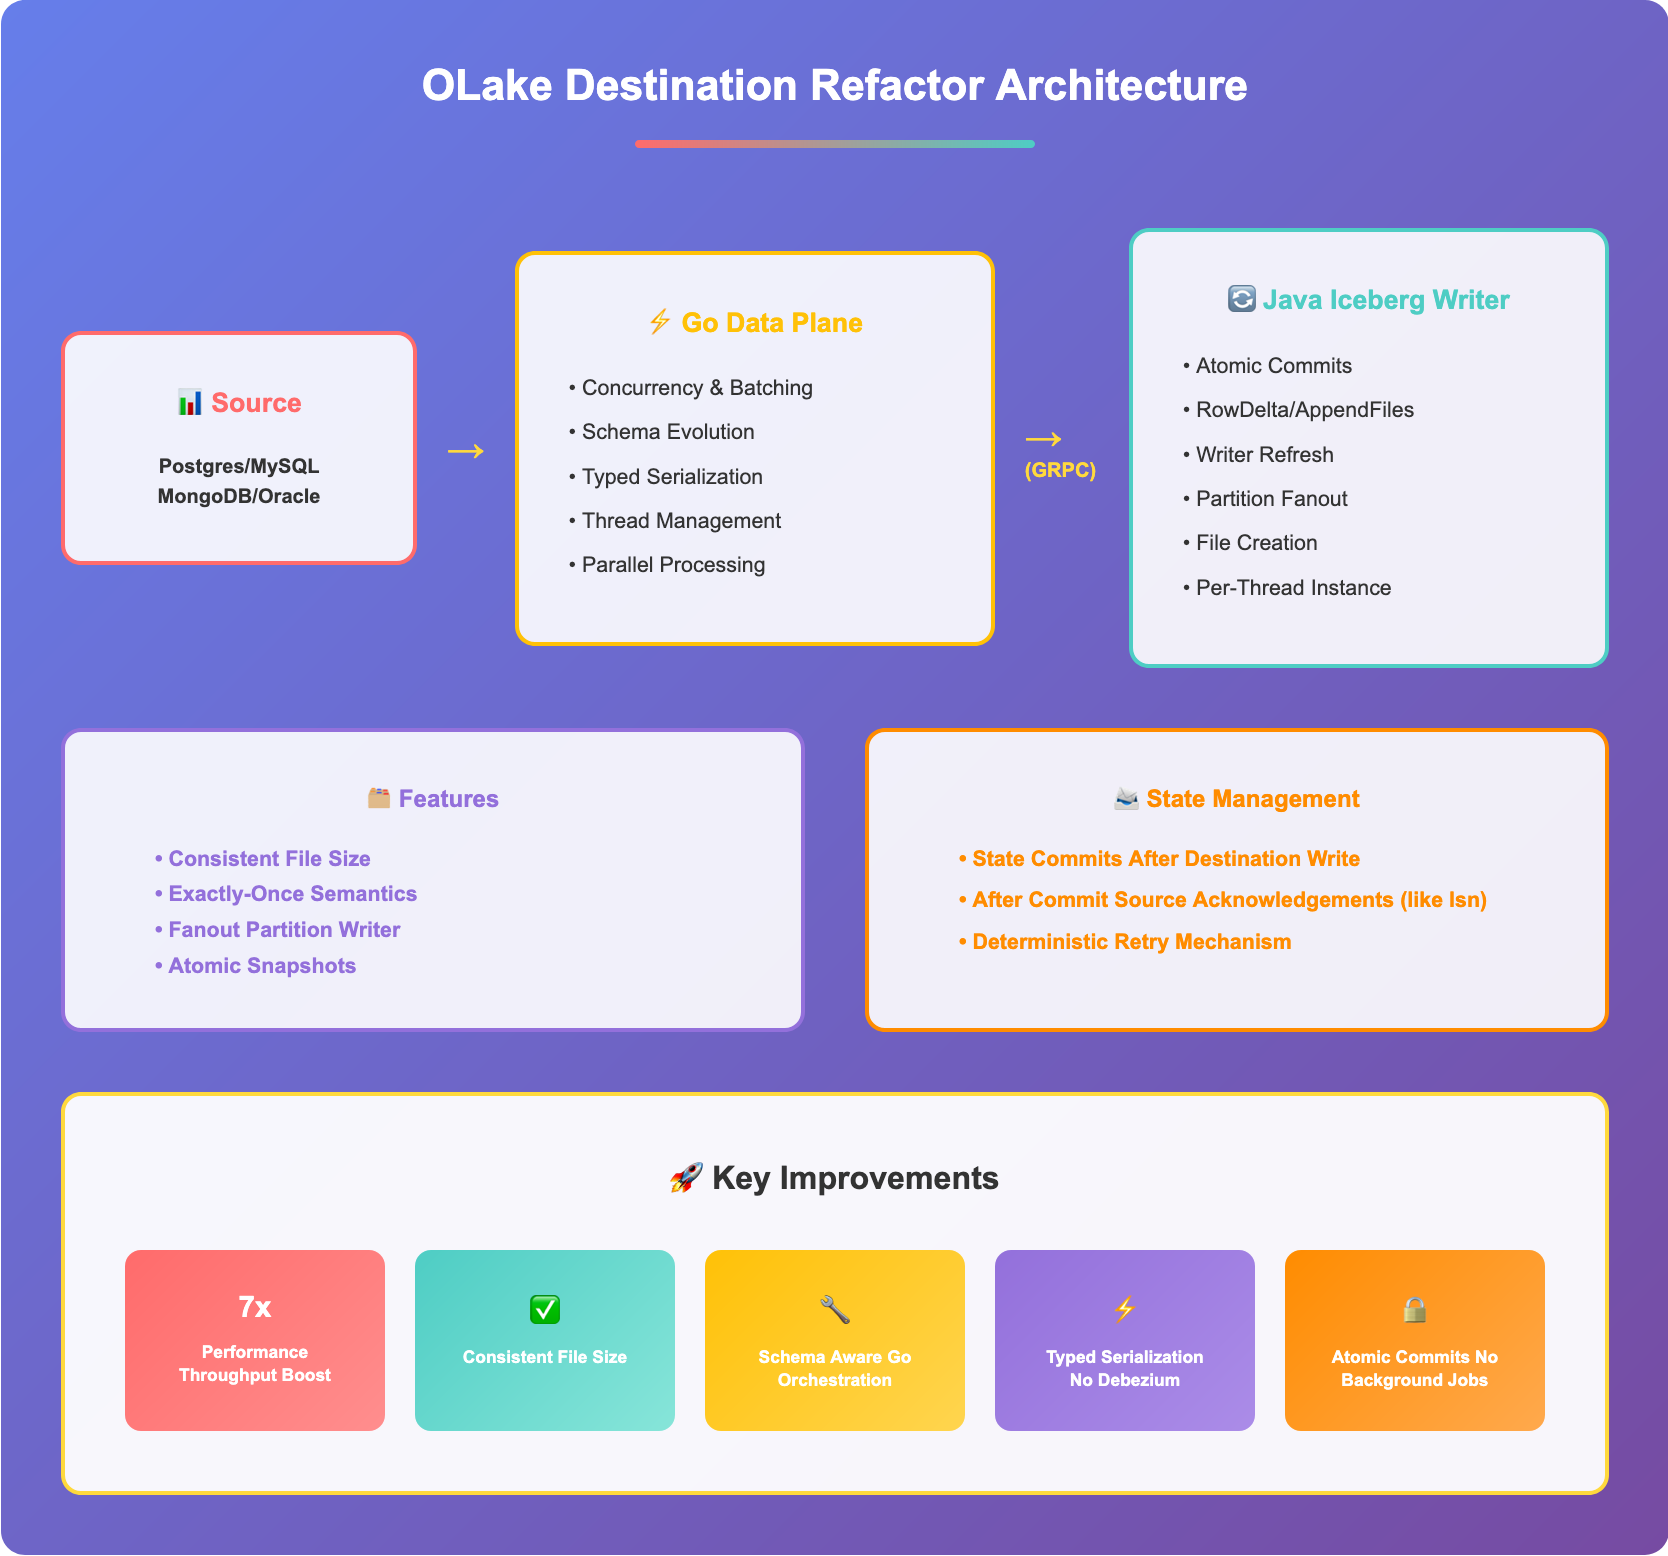 OLake Destination Refactor Architecture
📊 Source
Postgres/MySQL
MongoDB/Oracle
→
⚡ Go Data Plane
• Concurrency & Batching
• Schema Evolution
• Typed Serialization
• Thread Management
• Parallel Processing
→
(GRPC)
🔄 Java Iceberg Writer
• Atomic Commits
• RowDelta/AppendFiles
• Writer Refresh
• Partition Fanout
• File Creation
• Per-Thread Instance
🗂️ Features
• Consistent File Size
• Exactly-Once Semantics
• Fanout Partition Writer
• Atomic Snapshots
📨 State Management
• State Commits After Destination Write
• After Commit Source Acknowledgements (like lsn)
• Deterministic Retry Mechanism
🚀 Key Improvements
7x
Performance
Throughput Boost
✅
Consistent File Size
🔧
Schema Aware Go
Orchestration
⚡
Typed Serialization
No Debezium
🔒
Atomic Commits No
Background Jobs